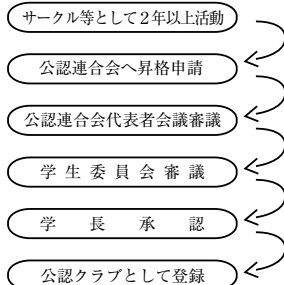 サークル等として２年以上活動
公認連合会へ昇格申請
公認連合会代表者会議審議
学生委員会審議
学長承認
公認クラブとして登録